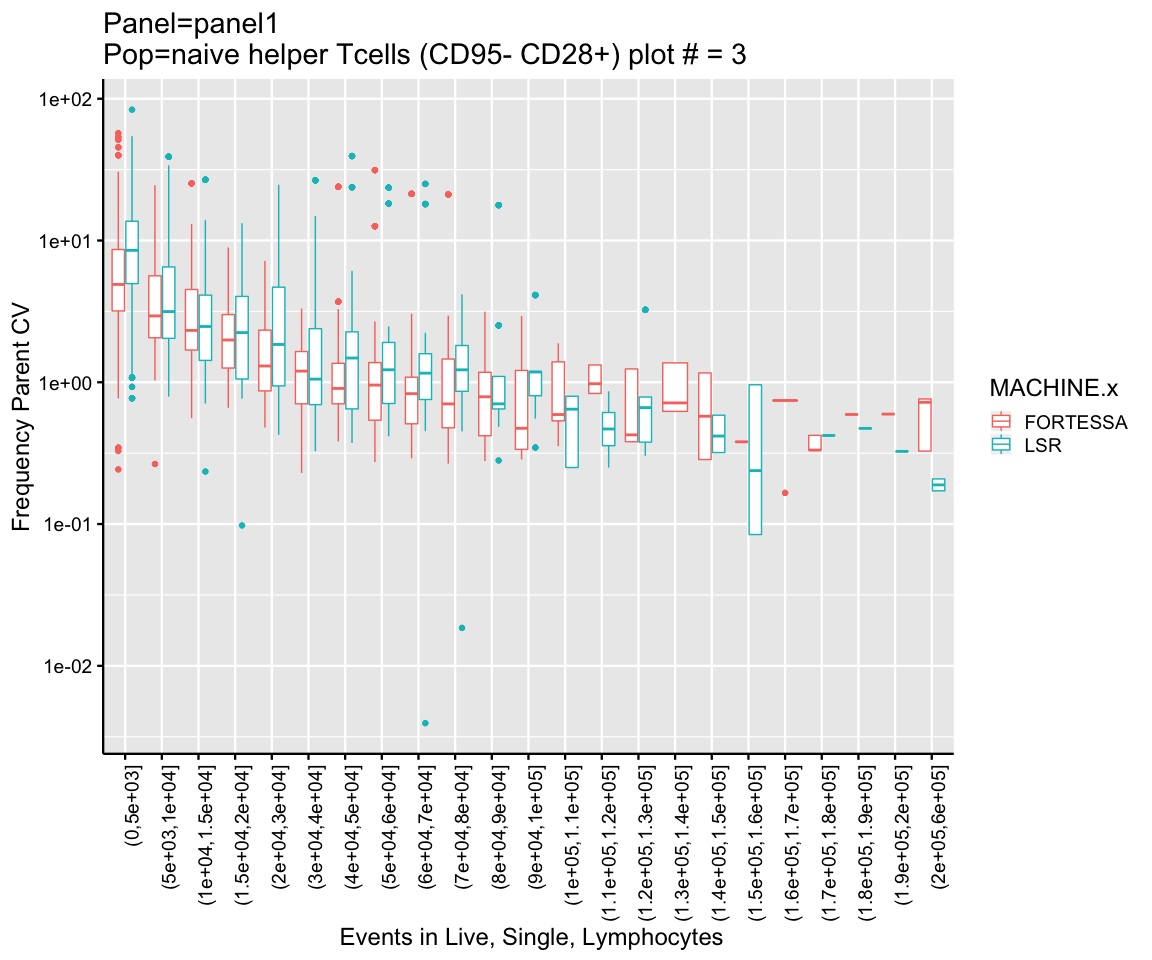 Panel=panel1
Pop=naive helper Tcells (CD95- CD28+) plot # = 3
Frequency Parent CV
1e+02
1e+01
1e+00
1e-01
1e-02
(0,5e+03]
(5e+03,1e+04]
(1e+04,1.5e+04]
(1.5e+04,2e+04]
(2e+04,3e+04]
(3e+04,4e+04]
(4e+04,5e+04]
(5e+04,6e+04]
(6e+04,7e+04]
(7e+04,8e+04]
(8e+04,9e+04]
(9e+04,1e+05]
(1e+05,1.1e+05]
(1.1e+05,1.2e+05]
(1.2e+05,1.3e+05]
(1.3e+05,1.4e+05]
(1.4e+05,1.5e+05]
(1.5e+05,1.6e+05]
(1.6e+05,1.7e+05]
(1.7e+05,1.8e+05]
(1.8e+05,1.9e+05]
(1.9e+05,2e+05]
(2e+05,6e+05]
Events in Live, Single, Lymphocytes
MACHINE.x
FORTESSA
LSR